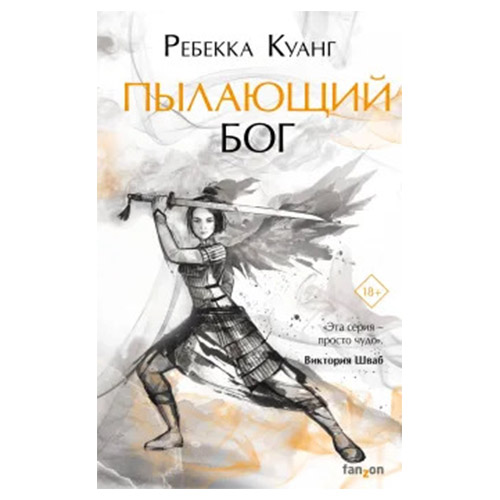 Ребекка Куанг
ПЫЛАЮЩИЙ
БОГ
18+
«Эта серия –
просто чудо».
Виктория Шваб
fanzon